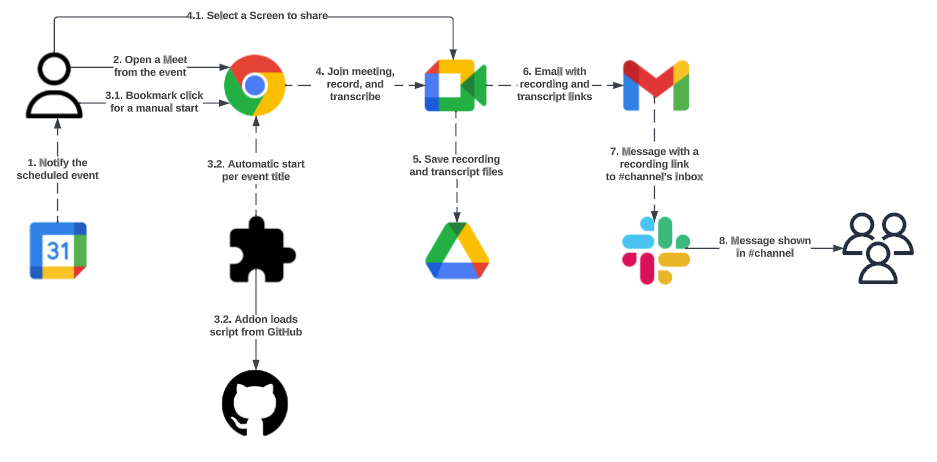 4.1. Select a Screen to share
2. Open a Meet
from the event
3.1. Bookmark click
for a manual start
4. Join meeting,
record, and
transcribe
6. Email with
recording and
transcript links
1. Notify the
scheduled event
3.2. Automatic start
per event title
5. Save recording
and transcript files
7. Message with a
recording link
to #channel's inbox
31
8. Message shown
in #channel
3.2. Addon loads
script from GitHub